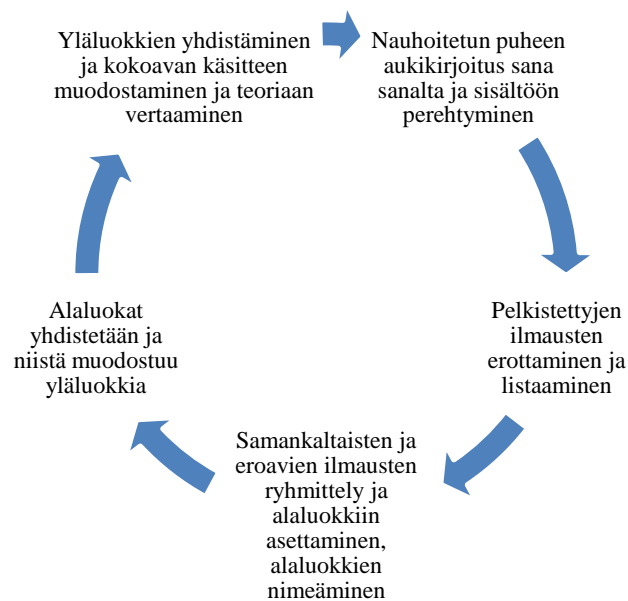 Yläluokkien yhdistäminen
ja kokoavan käsitteen
muodostaminen ja teoriaan
vertaaminen
Nauhoitetun puheen
aukikirjoitus sana
sanalta ja sisältöön
perehtyminen
Pelkistettyjen
ilmausten
erottaminen ja
listaaminen
Samankaltaisten ja
eroavien ilmausten
ryhmittely ja
alaluokkiin
asettaminen,
alaluokkien
nimeäminen
Alaluokat
yhdistetään ja
niistä muodostuu
yläluokkia